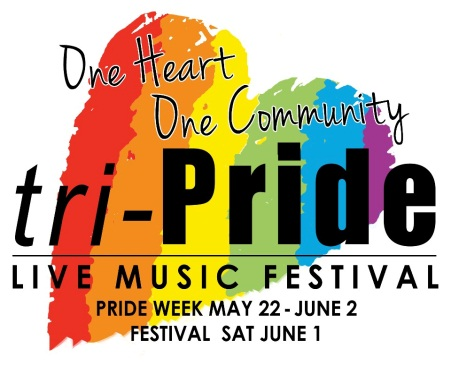 One Heart
One Community
tri-Pride
LIVE MUSIC FESTIVAL
PRIDE WEEK MAY 22 - JUNE 2
FESTIVAL SAT JUNE 1